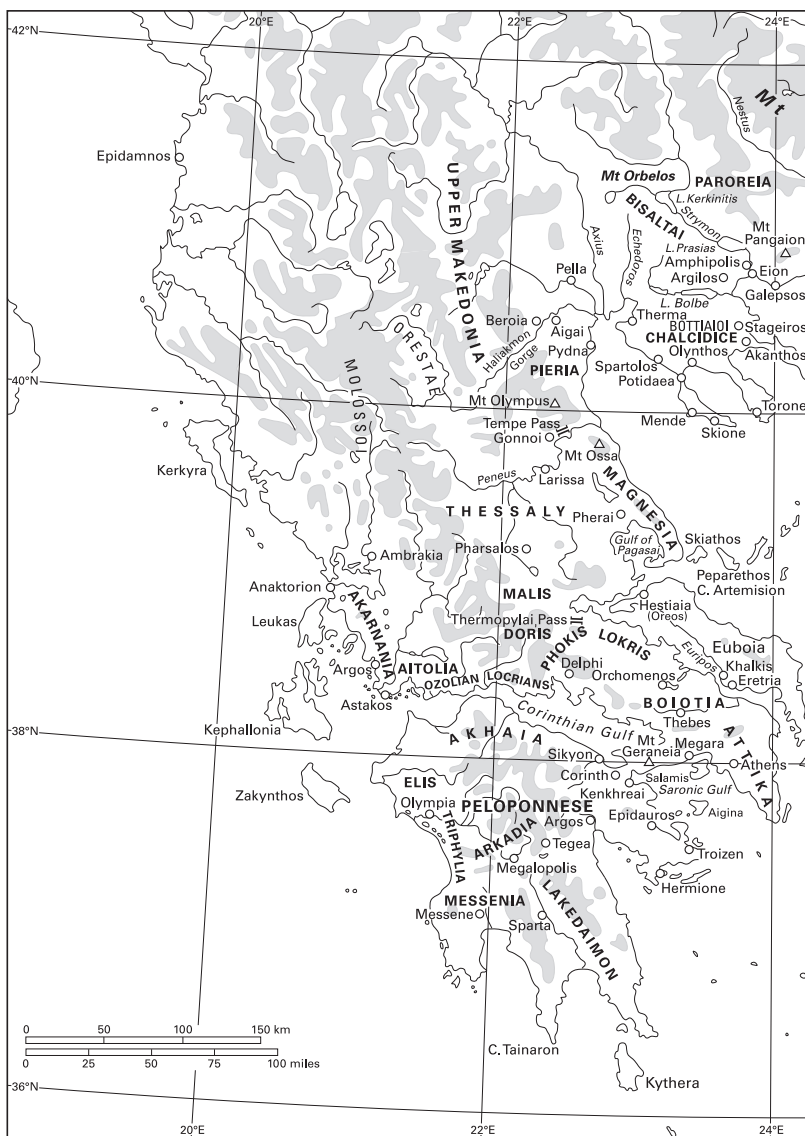 20°E
22°E
24°E
42°N
Mt
Nestus
Epidamnos
UPPER MAKEDONIA
Mt Orbelos
PAROREIA
L. Kerkinitis
BISALTAI
Strymon
Axius
Echedoros
Mt
Pangaion
L. Prasias
Amphipolis
Eion
Argilos
Galepsos
Pella
L. Bolbe
Therma
Beroia
Aigai
BOTTIAIOI
Stageiros
CHALCIDICE
Akanthos
ORESTAE
Haliakmon
Gorge
Pydna
Olynthos
PIERIA
Spartolos
Potidaea
40°N
MOLOSSOI
Mt Olympus
Torone
Mende
Skione
Tempe Pass
Gonnoi
Mt Ossa
Kerkyra
Peneus
Larissa
MAGNESIA
THESSALY
Pherai
Gulf of
Pagasai
Skiathos
Pharsalos
Ambrakia
Peparethos
C. Artemision
Anaktorion
MALIS
Hestiaia
(Oreos)
Leukas
AKARNANIA
Thermopylai Pass
DORIS
PHOKIS
LOKRIS
Euripos
Euboia
Khalkis
Eretria
Argos
AITOLIA
Delphi
Orchomenos
OZOLIAN LOCRIANS
Astakos
BOIOTIA
Thebes
38°N
Kephallonia
Corinthian Gulf
ATTIKA
AKHAIA
Sikyon
Mt
Geraneia
Megara
Athens
Corinth
Salamis
Kenkhreai
Saronic Gulf
Zakynthos
ELIS
Olympia
PELOPONNESE
Argos
Epidauros
Aigina
TRIPHYLIA
ARKADIA
Tegea
Megalopolis
Troizen
Hermione
MESSENIA
Messene
LAKEDAIMON
Sparta
0 50 100 150 km
0 25 50 75 100 miles
C. Tainaron
Kythera
36°N
20°E
22°E
24°E